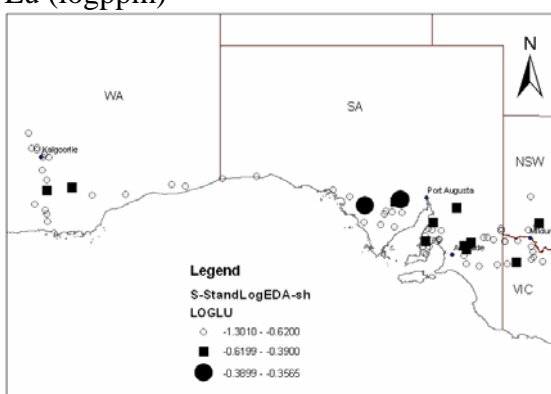 Lu (logppm)
N
WA
SA
Kalgoorlie
NSW
Port Augusta
VIC
Legend
S-StandLogEDA-sh
LOGLU
-1.3010 - -0.6200
-0.6199 - -0.3900
-0.3899 - -0.3565